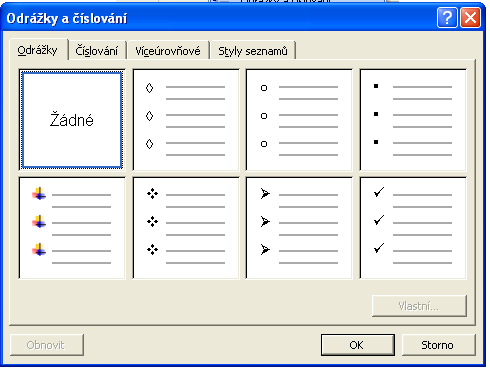 Odrážky a číslování
Odrážky Číslování Víceúrovňové Styly seznamů
Žádné
Vlastní...
Obnovit OK Storno